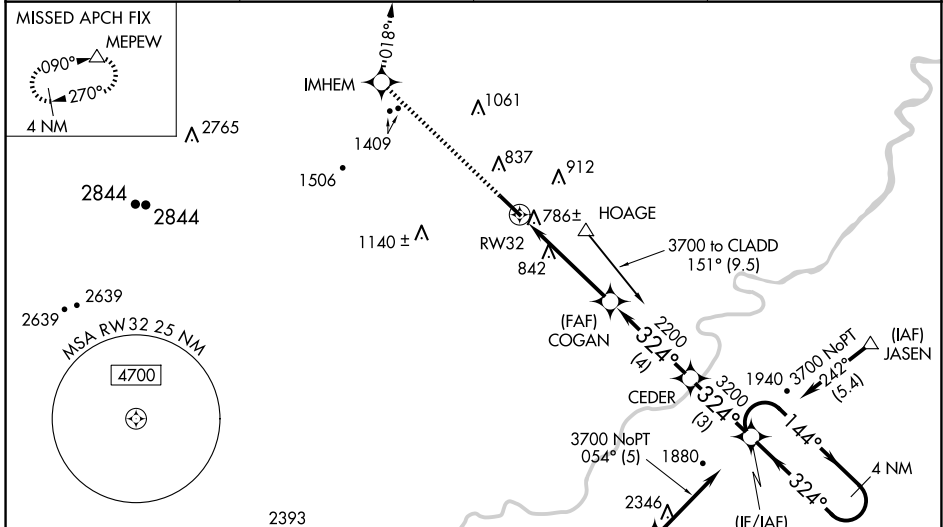 MISSED APCH FIX
MEPEW
090°
270°
4 NM
018°
IMHEM
1061
2765
1409
837
912
1506
2844
2844
786±
HOAGE
1140 ±
RW32
3700 to CLADD
151° (9.5)
842
2639
2639
(FAF)
COGAN
2200
324°
(4)
MSA RW32 25 NM
4700
(IAF)
JASEN
3700 NoPT
242°
(5.4)
1940
CEDER
3200
324°
(3)
144°
3700 NoPT
054° (5)
1880
4 NM
324°
2346
2393
(IF/IAF)